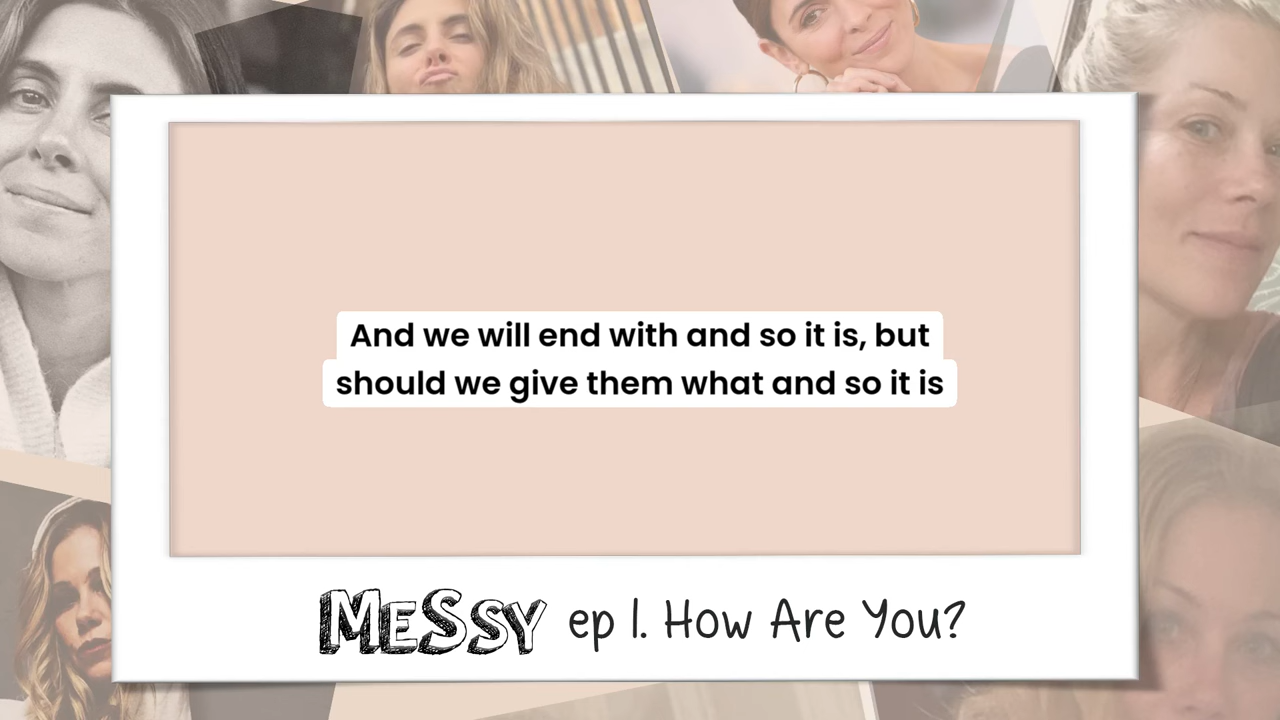 And we will end with and so it is, but
should we give them what and so it is
MeSSy ep 1. How Are You?